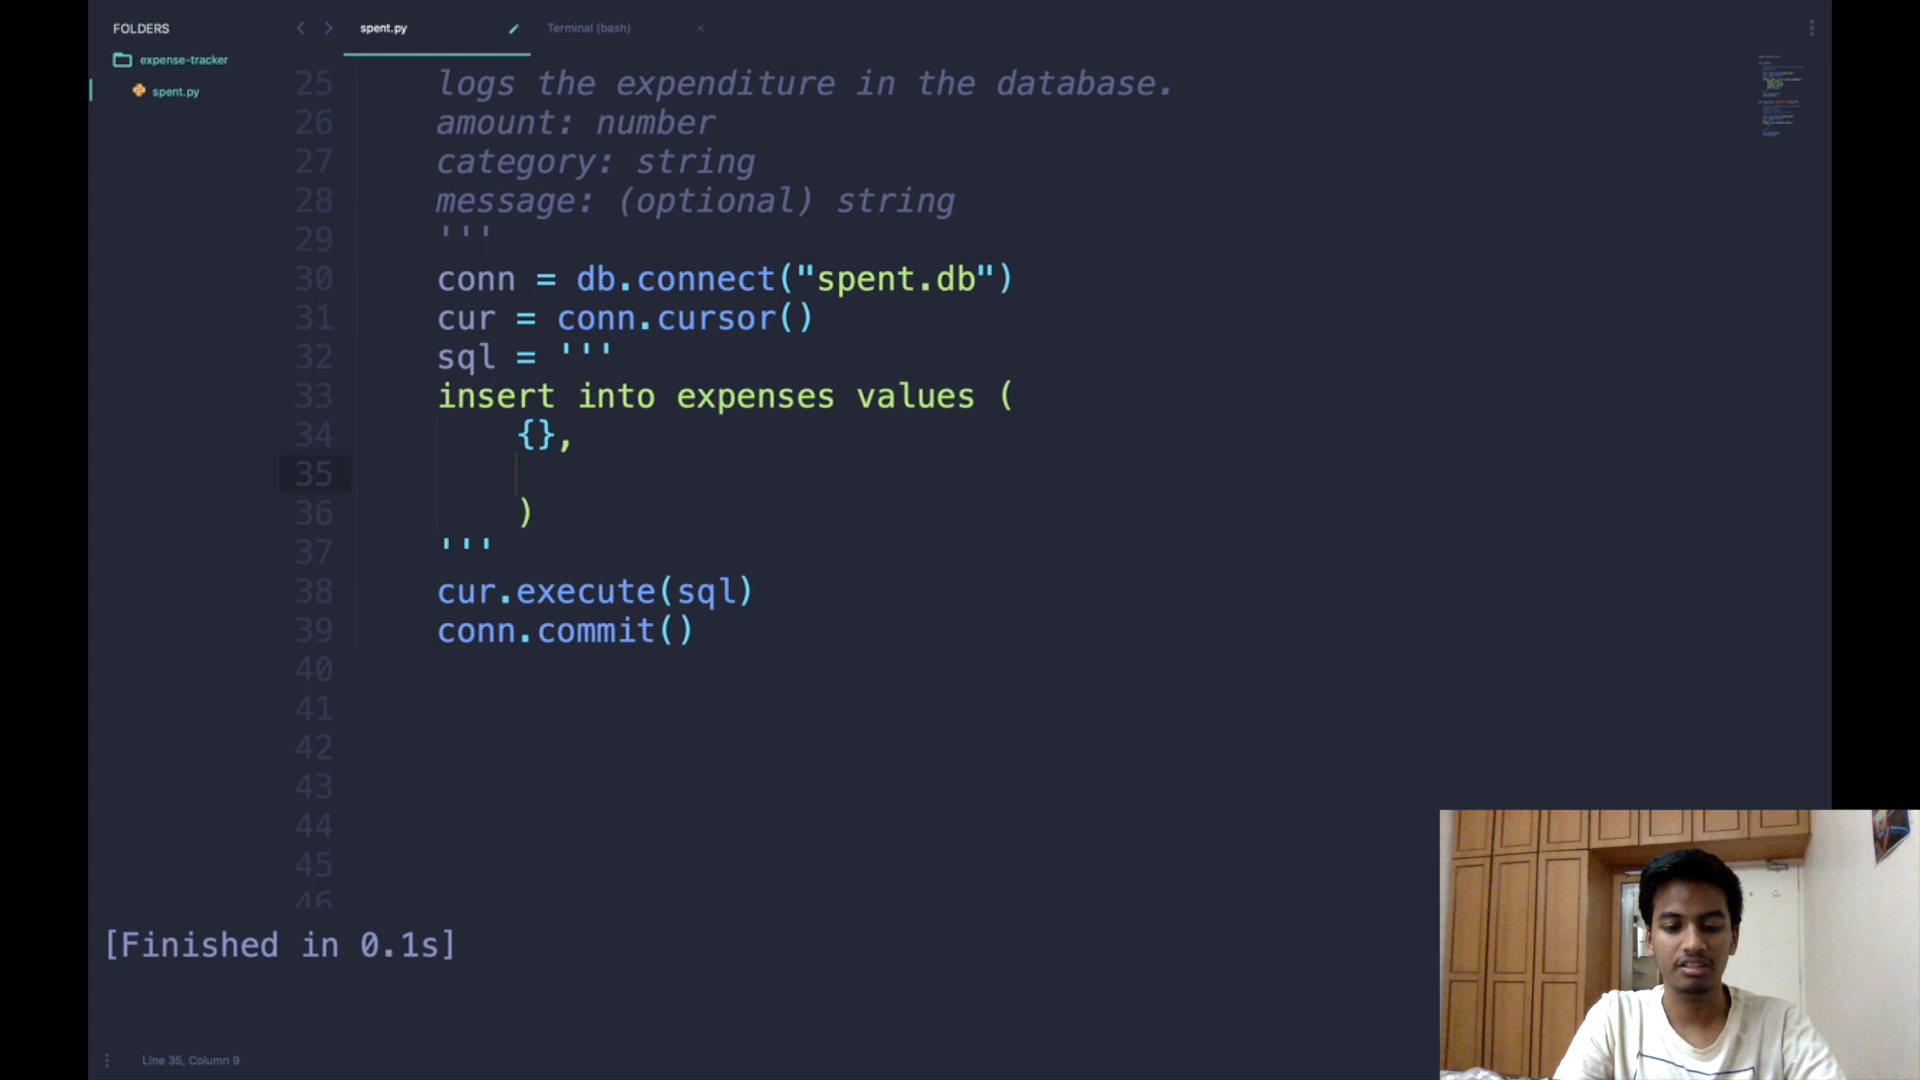 FOLDERS
expense-tracker
spent.py
spent.py
Terminal (bash)
25 logs the expenditure in the database.
26 amount: number
27 category: string
28 message: (optional) string
29 '''
30 conn = db.connect("spent.db")
31 cur = conn.cursor()
32 sql = '''
33 insert into expenses values (
34 {},
35
36 )
37 '''
38 cur.execute(sql)
39 conn.commit()
40
41
42
43
44
45
46
[Finished in 0.1s]
Line 35, Column 9